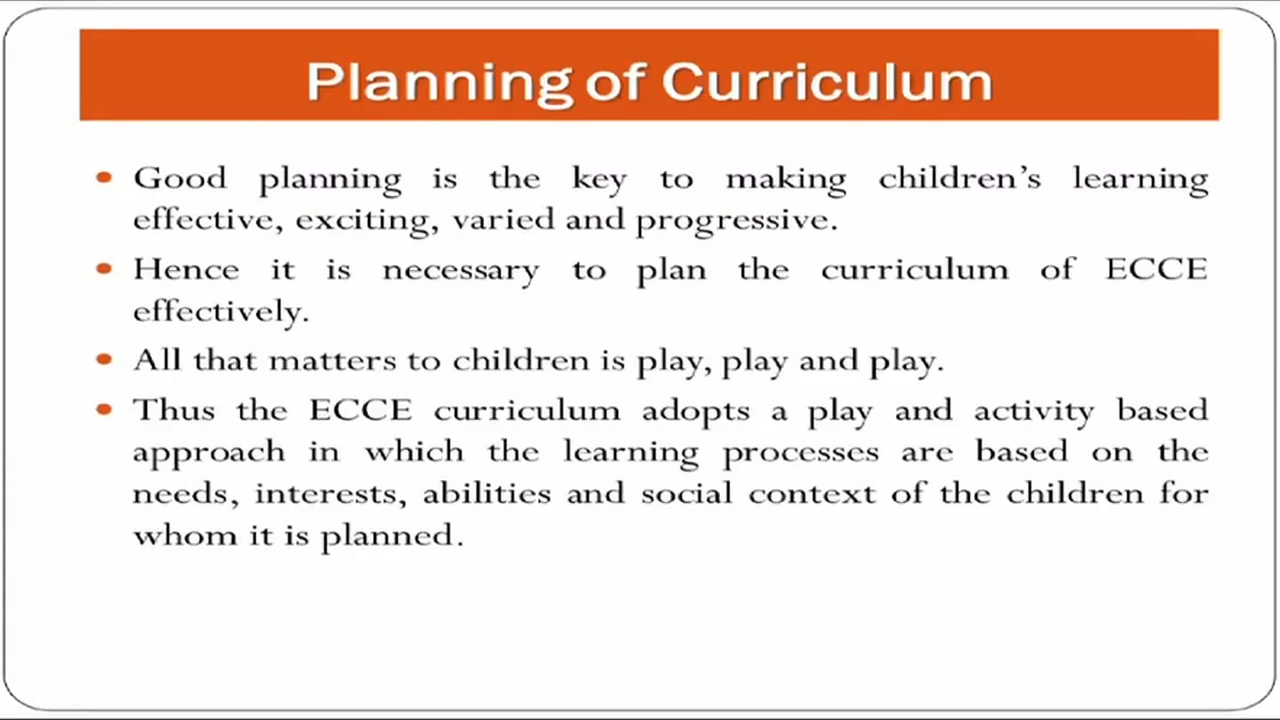 Planning of Curriculum
• Good planning is the key to making children's learning
effective, exciting, varied and progressive.
• Hence it is necessary to plan the curriculum of ECCE
effectively.
• All that matters to children is play, play and play.
• Thus the ECCE curriculum adopts a play and activity based
approach in which the learning processes are based on the
needs, interests, abilities and social context of the children for
whom it is planned.